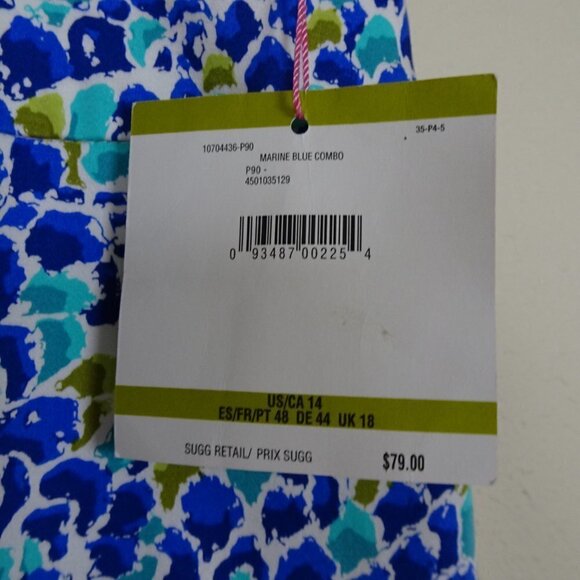 35-P4-5
10704436-P90
MARINE BLUE COMBO
P90 -
4501035129
0 93487 00225 4
US/CA 14
ES/FR/PT 48 DE 44 UK 18
SUGG RETAIL/ PRIX SUGG $79.00